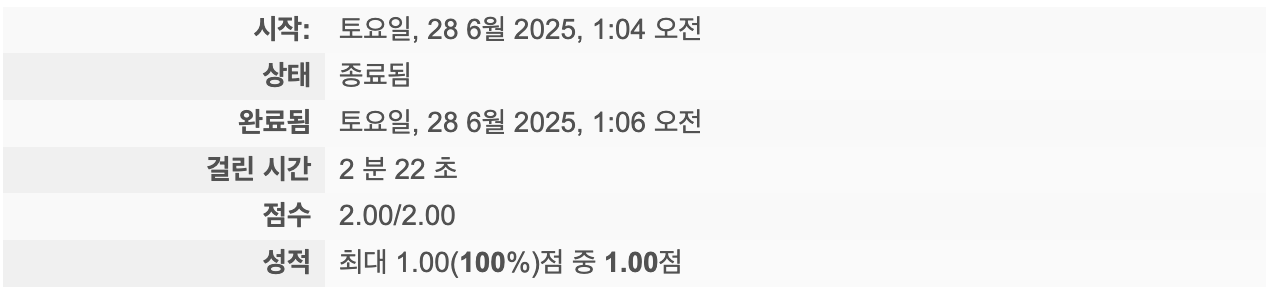 시작: 토요일, 28 6월 2025, 1:04 오전
상태 종료됨
완료됨 토요일, 28 6월 2025, 1:06 오전
걸린 시간 2 분 22 초
점수 2.00/2.00
성적 최대 1.00(100%)점 중 1.00점